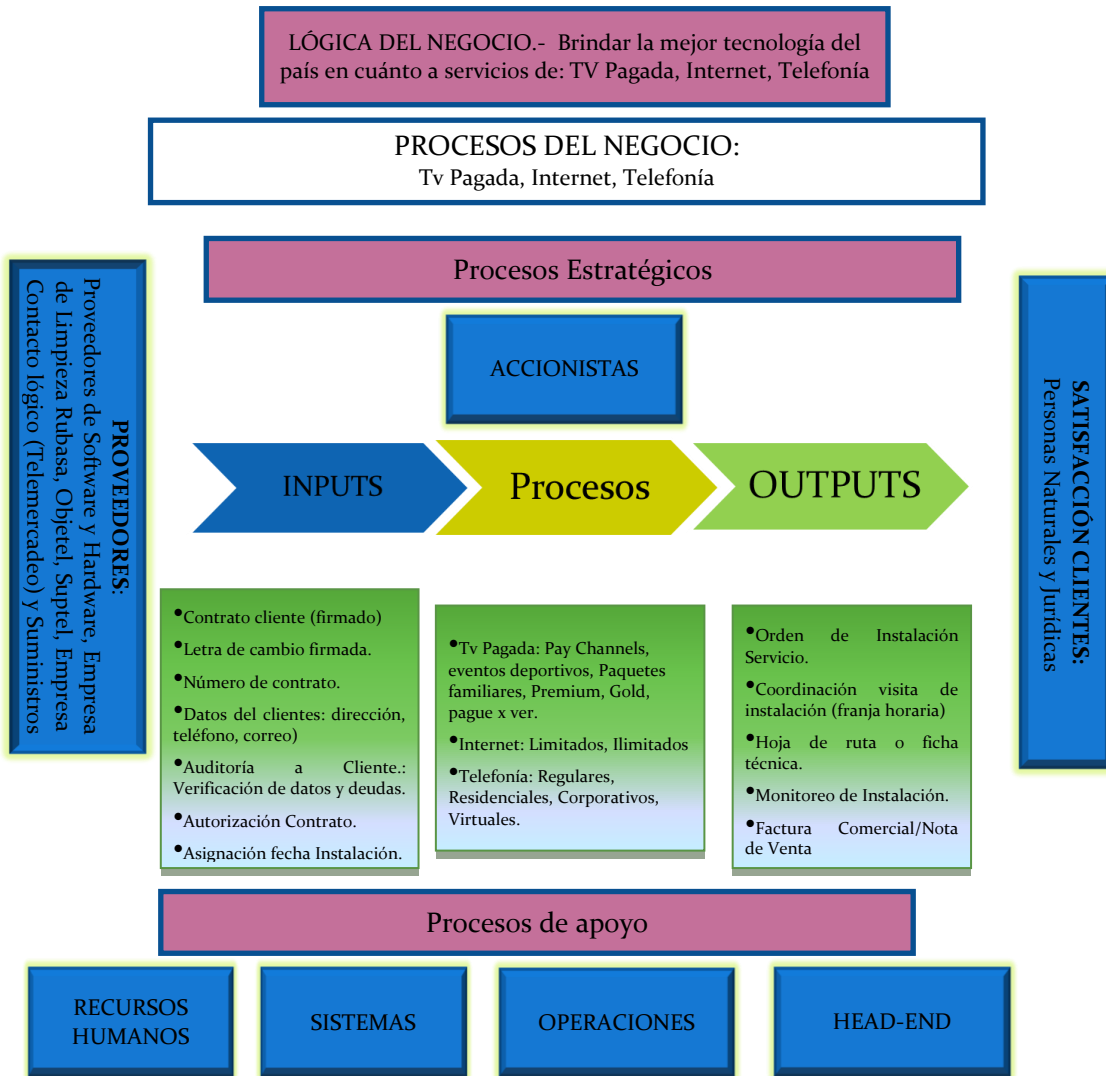 LÓGICA DEL NEGOCIO.- Brindar la mejor tecnología del
país en cuánto a servicios de: TV Pagada, Internet, Telefonía
PROCESOS DEL NEGOCIO:
Tv Pagada, Internet, Telefonía
Procesos Estratégicos
ACCIONISTAS
PROVEEDORES:
Proveedores de Software y Hardware, Empresa
de Limpieza Rubasa, Objetel, Suptel, Empresa
Contacto lógico (Telemercadeo) y Suministros
INPUTS
Procesos
OUTPUTS
•Contrato cliente (firmado)
•Letra de cambio firmada.
•Número de contrato.
•Datos del clientes: dirección,
teléfono, correo)
•Auditoría a Cliente.:
Verificación de datos y deudas.
•Autorización Contrato.
•Asignación fecha Instalación.
•Tv Pagada: Pay Channels,
eventos deportivos, Paquetes
familiares, Premium, Gold,
pague x ver.
•Internet: Limitados, Ilimitados
•Telefonía: Regulares,
Residenciales, Corporativos,
Virtuales.
•Orden de Instalación
Servicio.
•Coordinación visita de
instalación (franja horaria)
•Hoja de ruta o ficha
técnica.
•Monitoreo de Instalación.
•Factura Comercial/Nota
de Venta
SATISFACCIÓN CLIENTES:
Personas Naturales y Jurídicas
Procesos de apoyo
RECURSOS
HUMANOS
SISTEMAS
OPERACIONES
HEAD-END